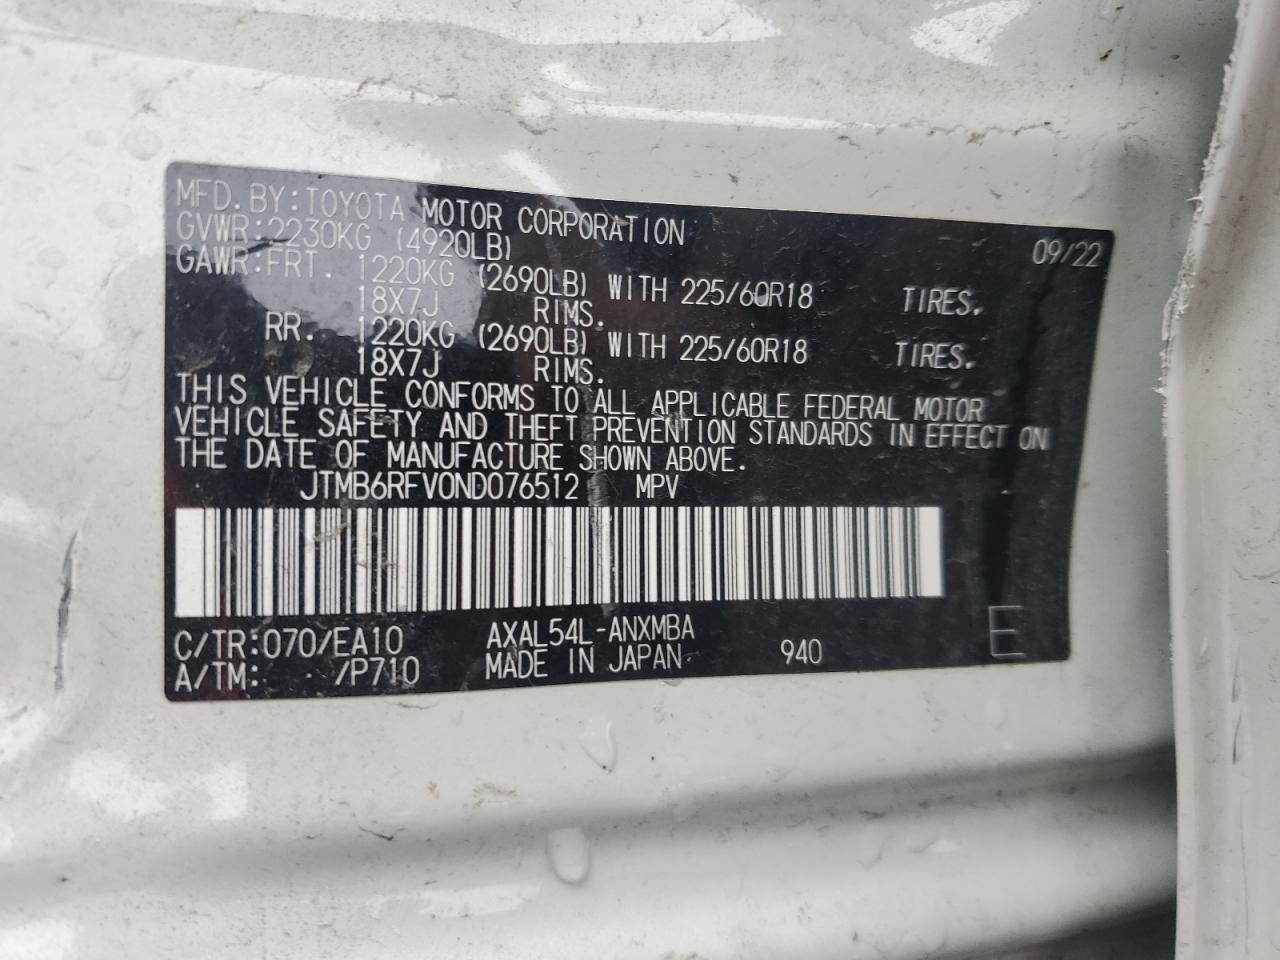 MFD. BY: TOYOTA MOTOR CORPORATION 09/22
GVWR: 2230KG (4920LB)
GAWR: FRT. 1220KG (2690LB) WITH 225/60R18 TIRES.
18X7J RIMS.
RR. 1220KG (2690LB) WITH 225/60R18 TIRES.
18X7J RIMS.
THIS VEHICLE CONFORMS TO ALL APPLICABLE FEDERAL MOTOR
VEHICLE SAFETY AND THEFT PREVENTION STANDARDS IN EFFECT ON
THE DATE OF MANUFACTURE SHOWN ABOVE.
JTMB6RFV0ND076512 MPV
C/TR:070/EA10 AXAL54L-ANXMBA
A/TM: /P710 MADE IN JAPAN 940 E